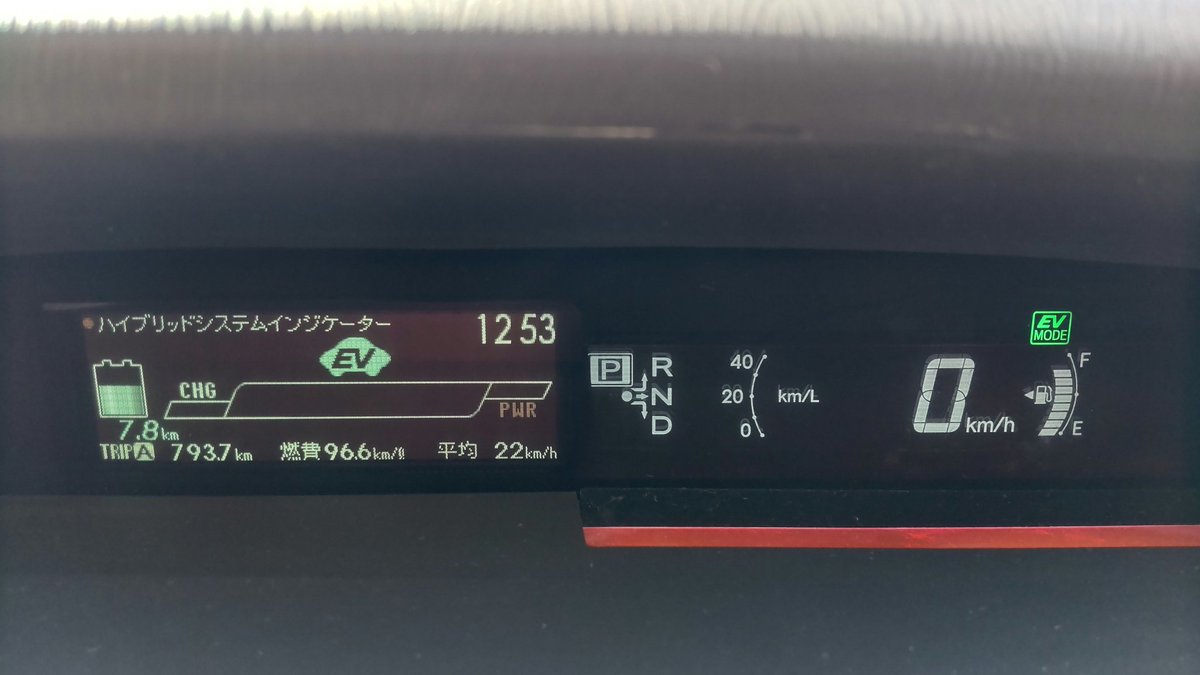 ハイブリッドシステムインジケーター 12 53
EV
CHG
PWR
7.8km
TRIP A 793.7km 燃費 96.6km/ℓ 平均 22km/h
P
R
N
D
40
20 km/L
0
0 km/h
EV
MODE
F
E